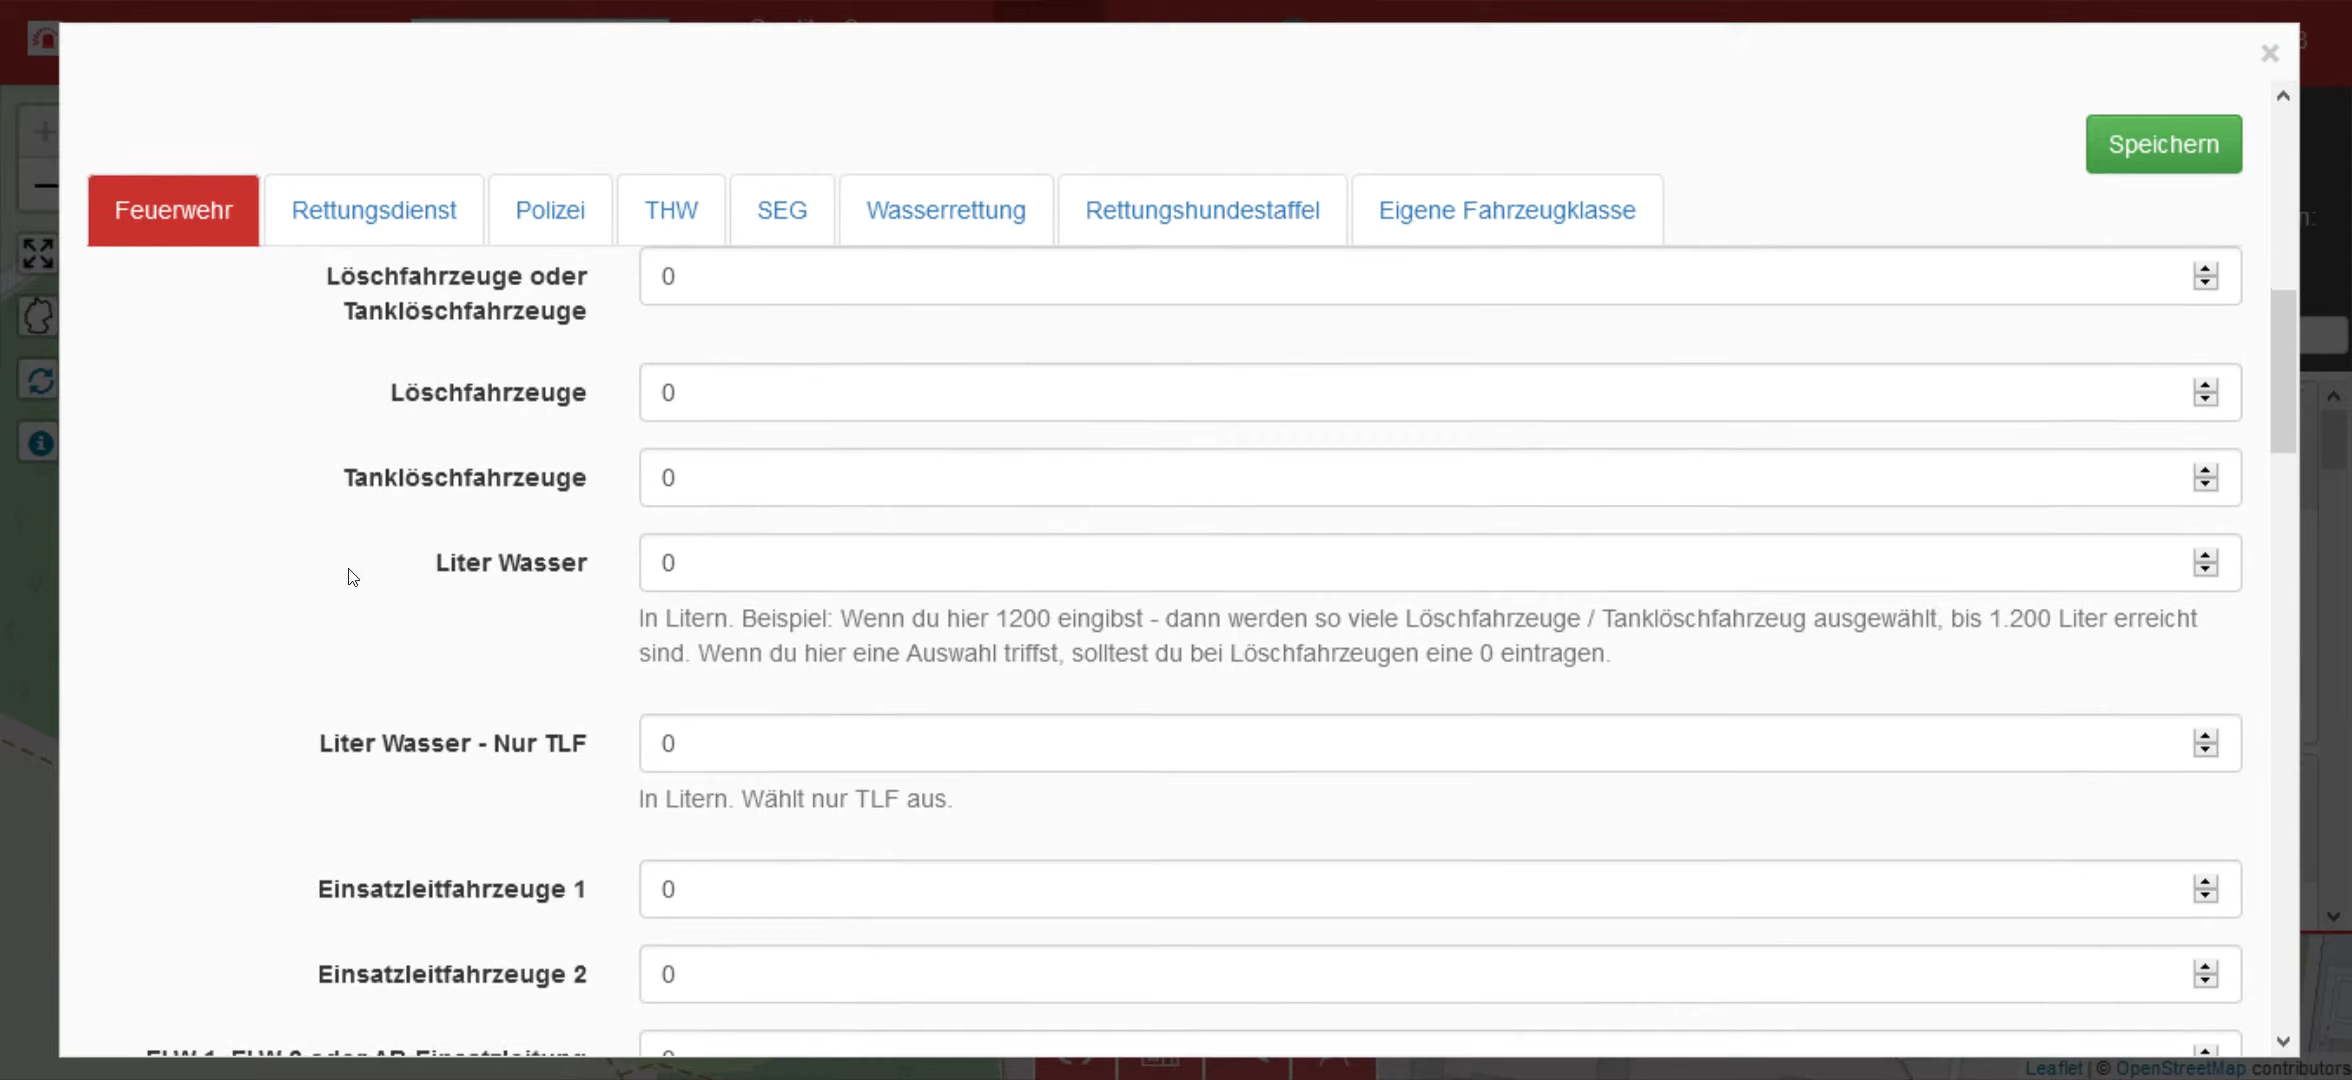 ×
Speichern
Feuerwehr Rettungsdienst Polizei THW SEG Wasserrettung Rettungshundestaffel Eigene Fahrzeugklasse
Löschfahrzeuge oder
Tanklöschfahrzeuge
0
Löschfahrzeuge 0
Tanklöschfahrzeuge 0
Liter Wasser 0
In Litern. Beispiel: Wenn du hier 1200 eingibst - dann werden so viele Löschfahrzeuge / Tanklöschfahrzeug ausgewählt, bis 1.200 Liter erreicht
sind. Wenn du hier eine Auswahl triffst, solltest du bei Löschfahrzeugen eine 0 eintragen.
Liter Wasser - Nur TLF 0
In Litern. Wählt nur TLF aus.
Einsatzleitfahrzeuge 1 0
Einsatzleitfahrzeuge 2 0
Leaflet | © OpenStreetMap contributors